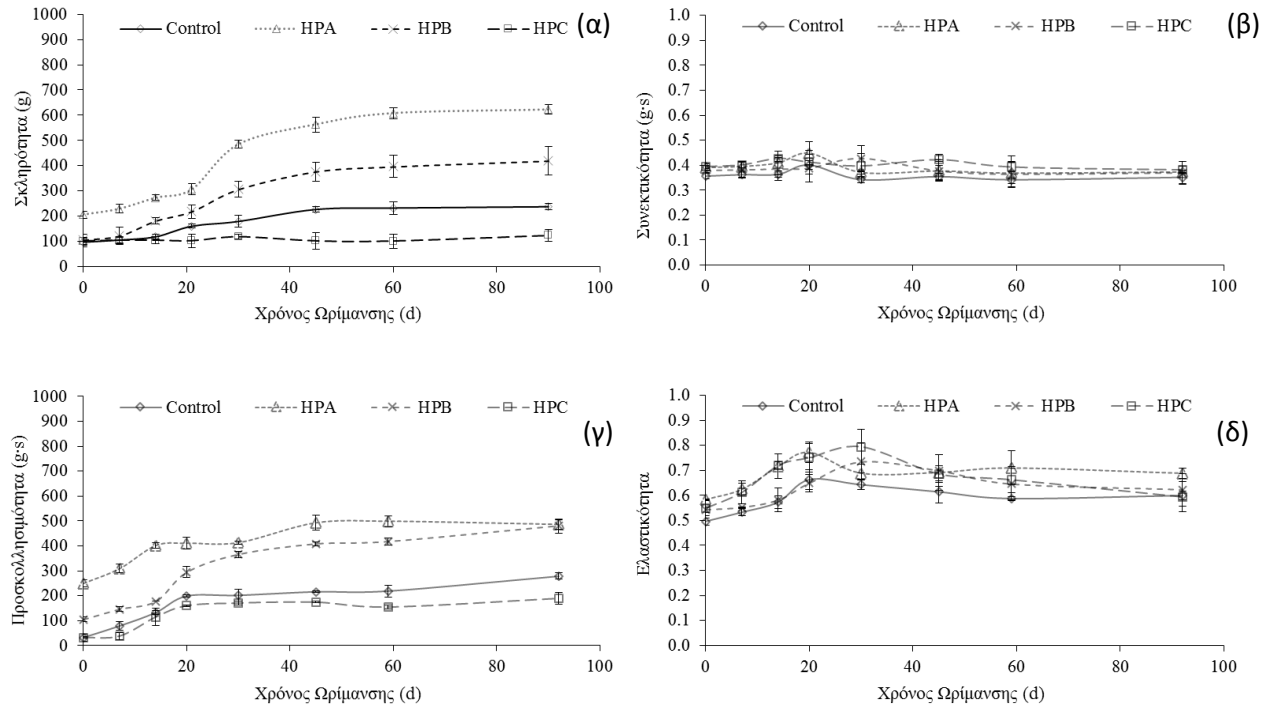 Control HPA HPB HPC
(α)
1000
900
800
700
600
500
400
300
200
100
0
Σκληρότητα (g)
0 20 40 60 80 100
Χρόνος Ωρίμανσης (d)
Control HPA HPB HPC
(β)
1.0
0.9
0.8
0.7
0.6
0.5
0.4
0.3
0.2
0.1
0.0
Συνεκτικότητα (g·s)
0 20 40 60 80 100
Χρόνος Ωρίμανσης (d)
Control HPA HPB HPC
(γ)
1000
900
800
700
600
500
400
300
200
100
0
Προσκολλησιμότητα (g·s)
0 20 40 60 80 100
Χρόνος Ωρίμανσης (d)
Control HPA HPB HPC
(δ)
1.0
0.9
0.8
0.7
0.6
0.5
0.4
0.3
0.2
0.1
0.0
Ελαστικότητα
0 20 40 60 80 100
Χρόνος Ωρίμανσης (d)